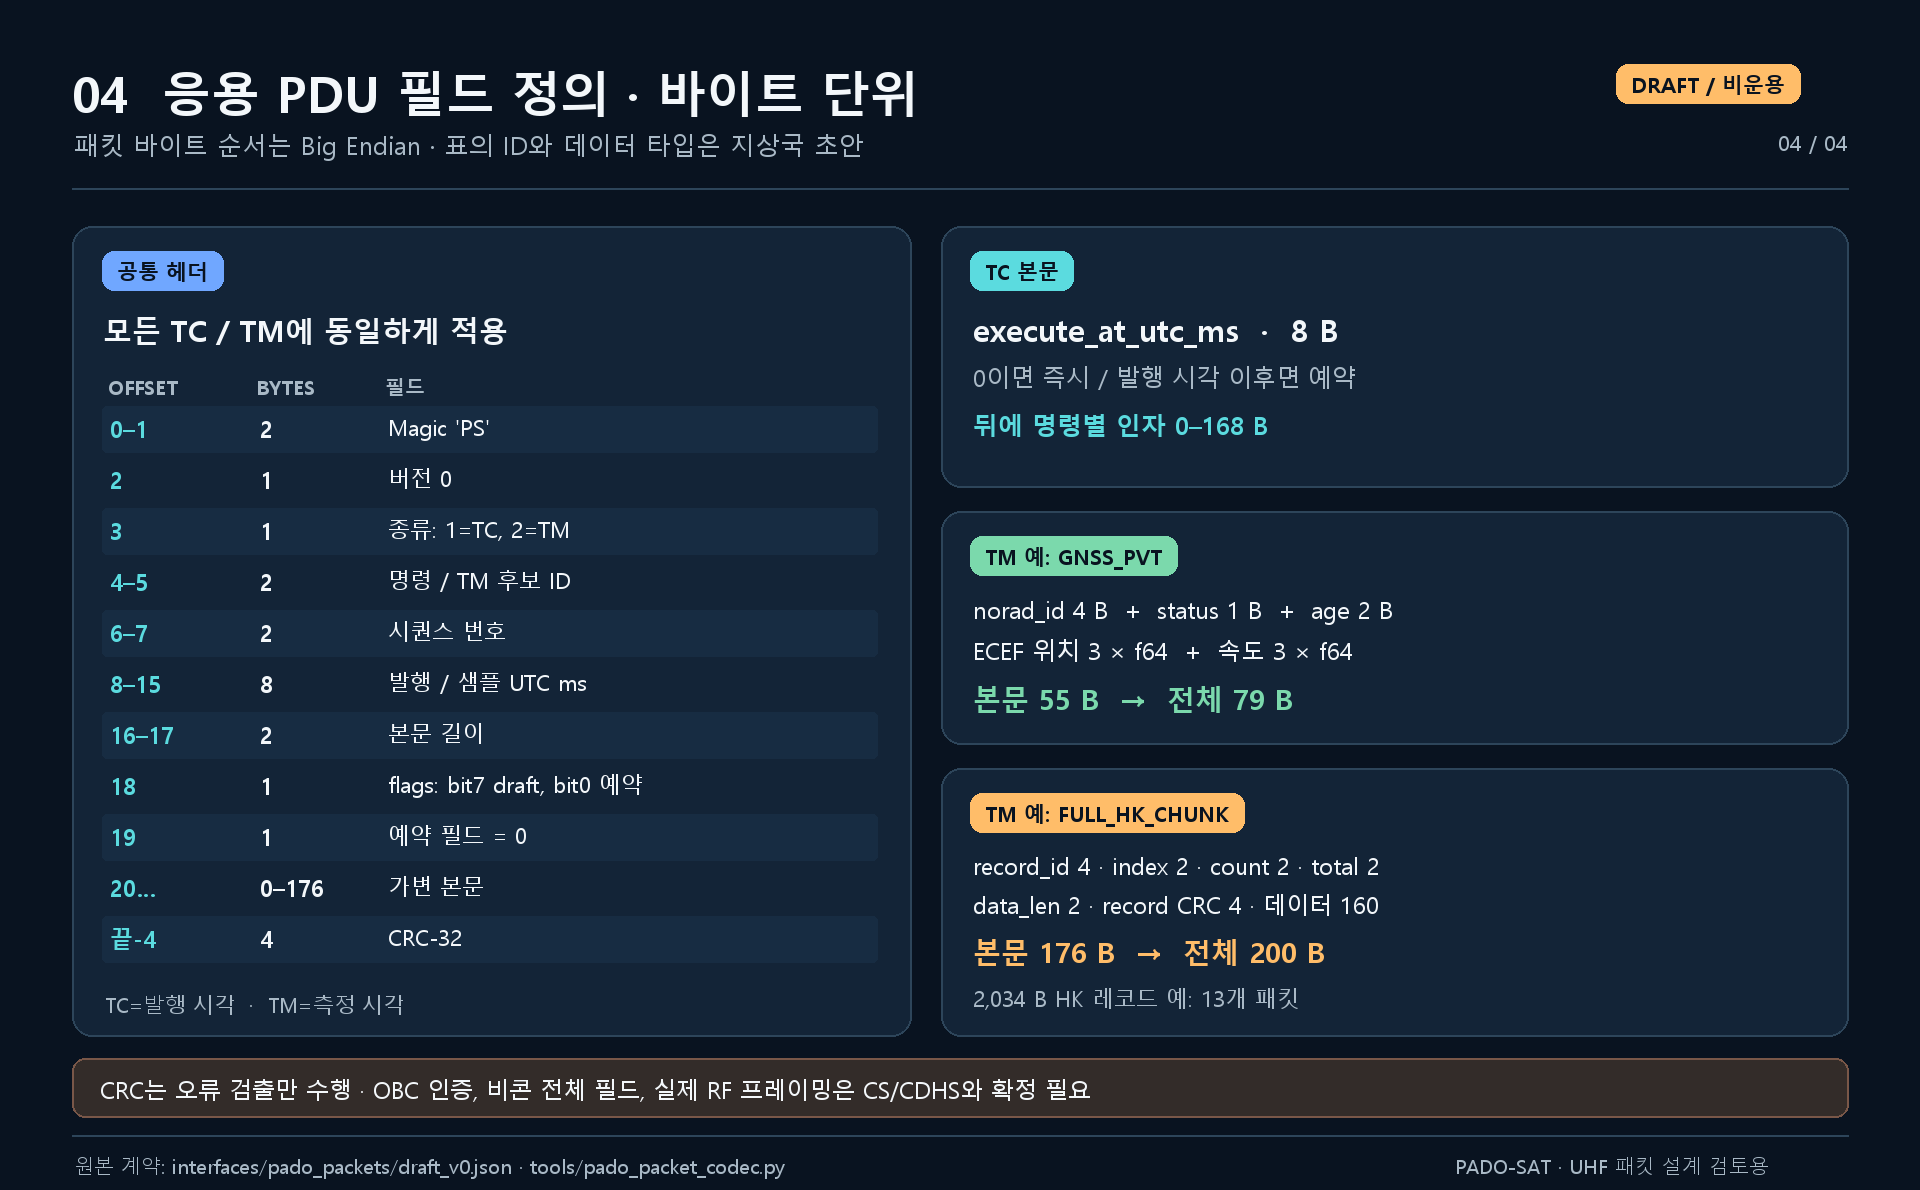 04 응용 PDU 필드 정의 · 바이트 단위
DRAFT / 비운용
패킷 바이트 순서는 Big Endian · 표의 ID와 데이터 타입은 지상국 초안
04 / 04
공통 헤더
모든 TC / TM에 동일하게 적용
OFFSET BYTES 필드
0–1 2 Magic 'PS'
2 1 버전 0
3 1 종류: 1=TC, 2=TM
4–5 2 명령 / TM 후보 ID
6–7 2 시퀀스 번호
8–15 8 발행 / 샘플 UTC ms
16–17 2 본문 길이
18 1 flags: bit7 draft, bit0 예약
19 1 예약 필드 = 0
20... 0–176 가변 본문
끝-4 4 CRC-32
TC=발행 시각 · TM=측정 시각
TC 본문
execute_at_utc_ms · 8 B
0이면 즉시 / 발행 시각 이후면 예약
뒤에 명령별 인자 0–168 B
TM 예: GNSS_PVT
norad_id 4 B + status 1 B + age 2 B
ECEF 위치 3 × f64 + 속도 3 × f64
본문 55 B → 전체 79 B
TM 예: FULL_HK_CHUNK
record_id 4 · index 2 · count 2 · total 2
data_len 2 · record CRC 4 · 데이터 160
본문 176 B → 전체 200 B
2,034 B HK 레코드 예: 13개 패킷
CRC는 오류 검출만 수행 · OBC 인증, 비콘 전체 필드, 실제 RF 프레이밍은 CS/CDHS와 확정 필요
원본 계약: interfaces/pado_packets/draft_v0.json · tools/pado_packet_codec.py
PADO-SAT · UHF 패킷 설계 검토용